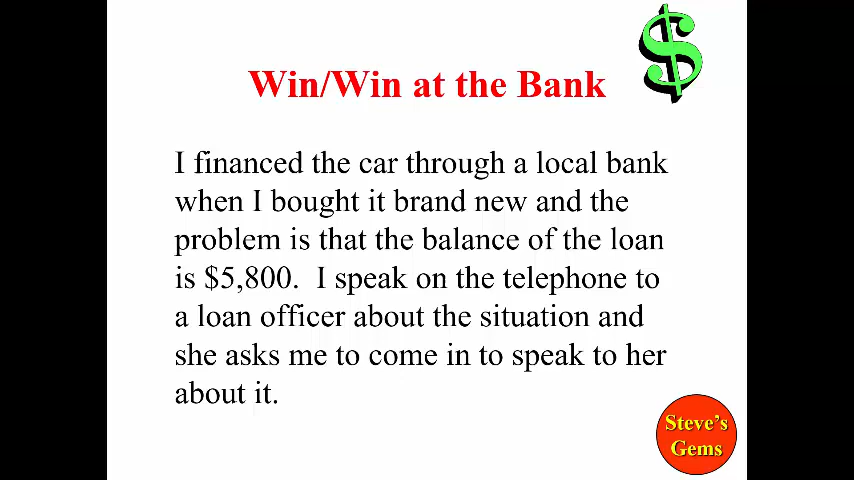 $
Win/Win at the Bank
I financed the car through a local bank
when I bought it brand new and the
problem is that the balance of the loan
is $5,800.  I speak on the telephone to
a loan officer about the situation and
she asks me to come in to speak to her
about it.
Steve's
Gems